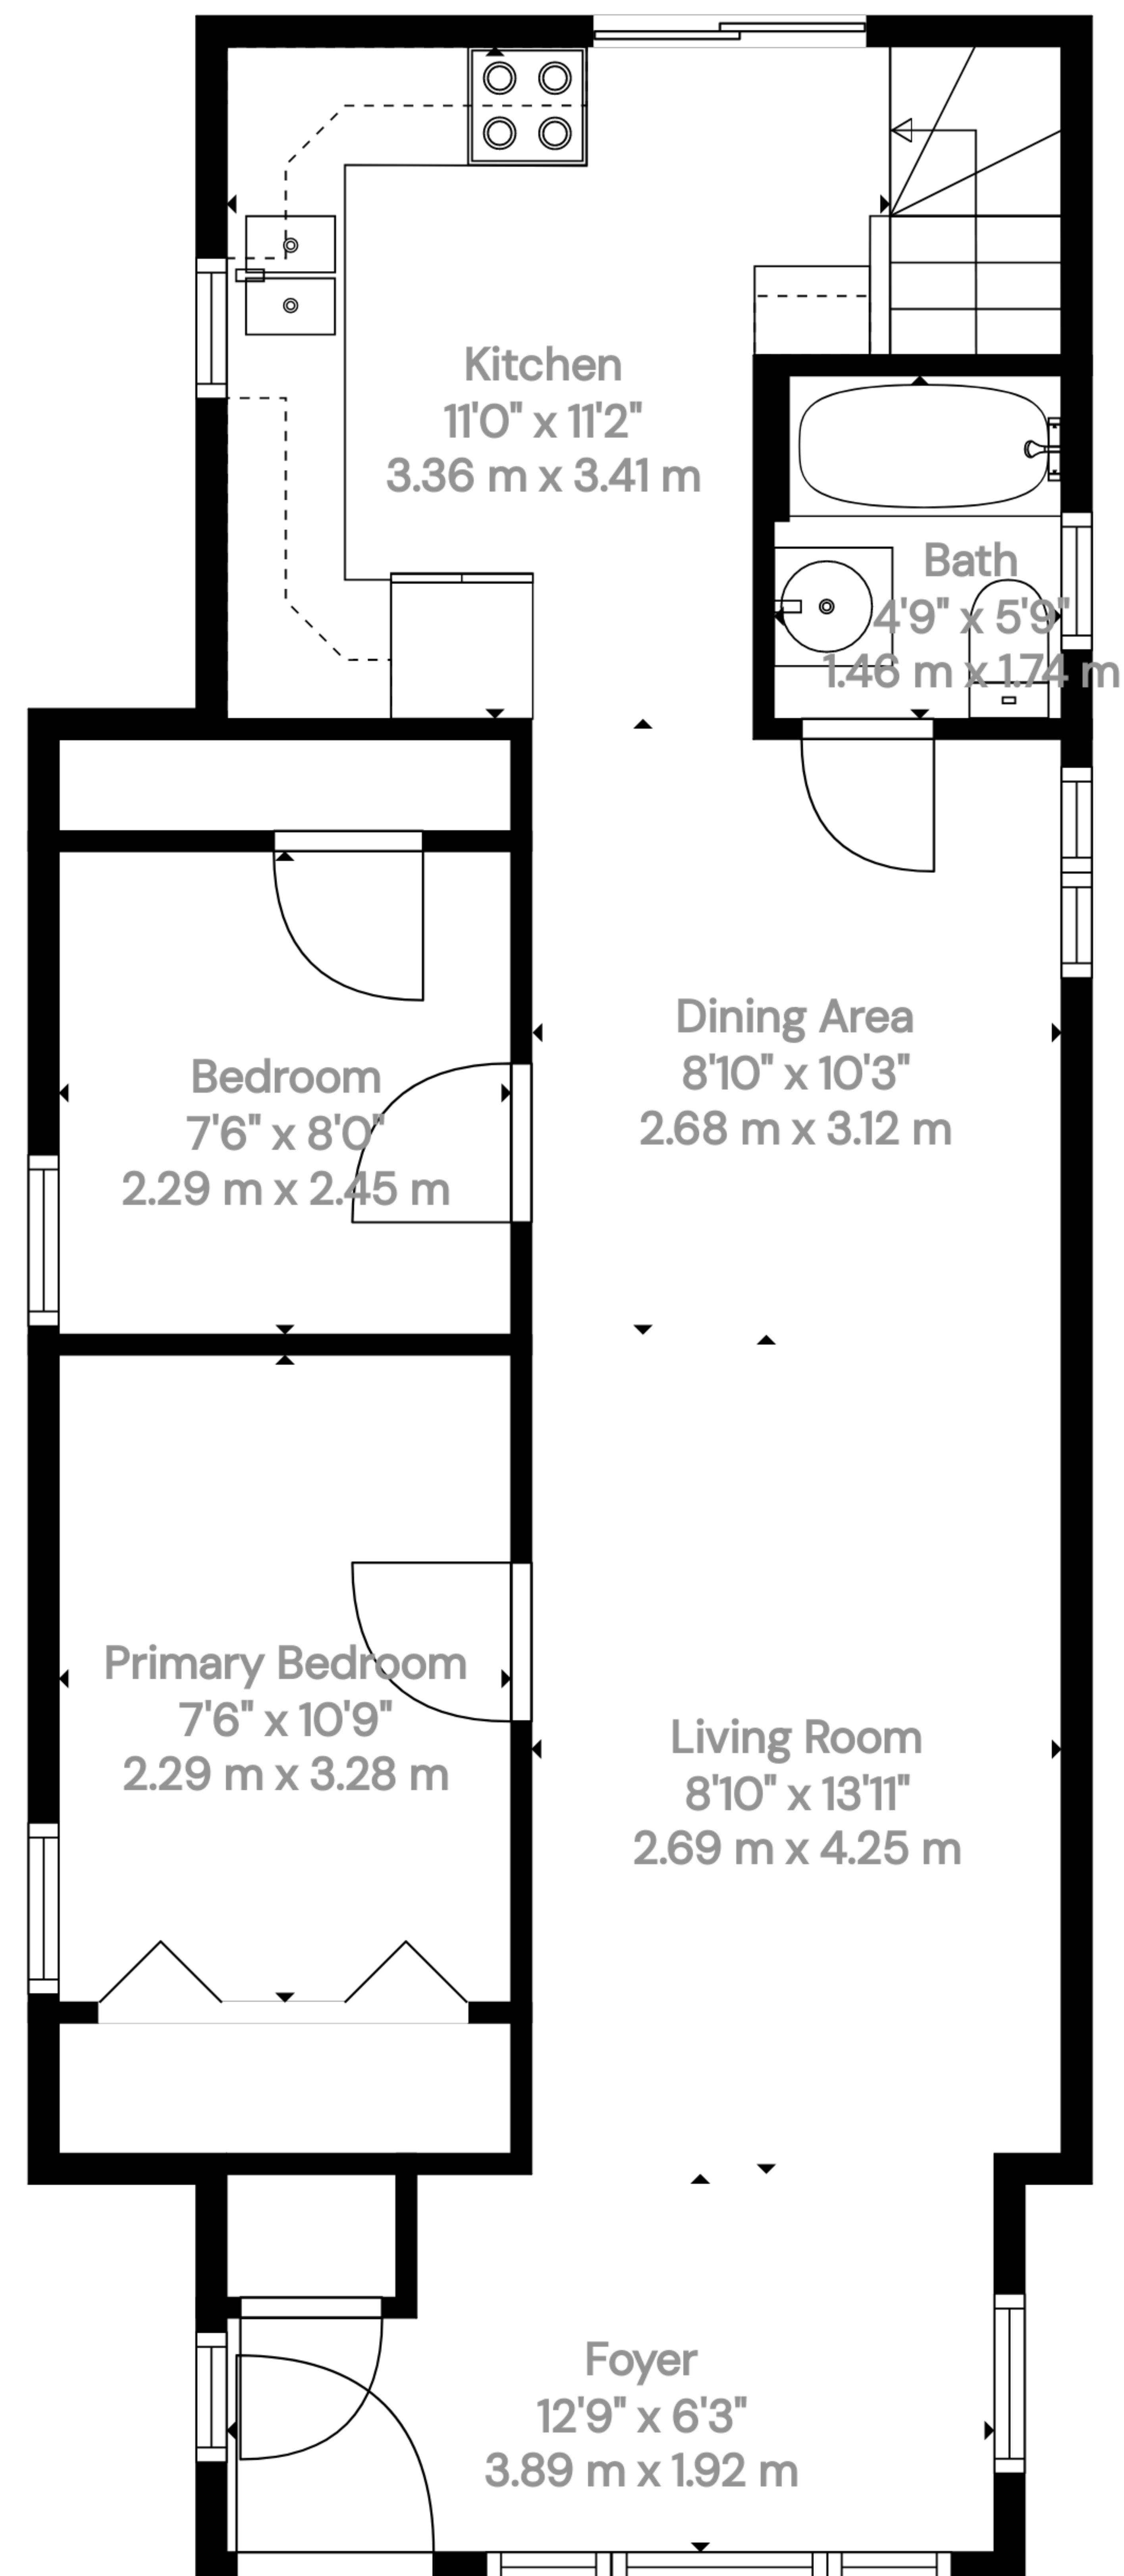 Kitchen
11'0" x 11'2"
3.36 m x 3.41 m
Bath
4'9" x 5'9"
1.46 m x 1.74 m
Dining Area
8'10" x 10'3"
2.68 m x 3.12 m
Bedroom
7'6" x 8'0"
2.29 m x 2.45 m
Primary Bedroom
7'6" x 10'9"
2.29 m x 3.28 m
Living Room
8'10" x 13'11"
2.69 m x 4.25 m
Foyer
12'9" x 6'3"
3.89 m x 1.92 m